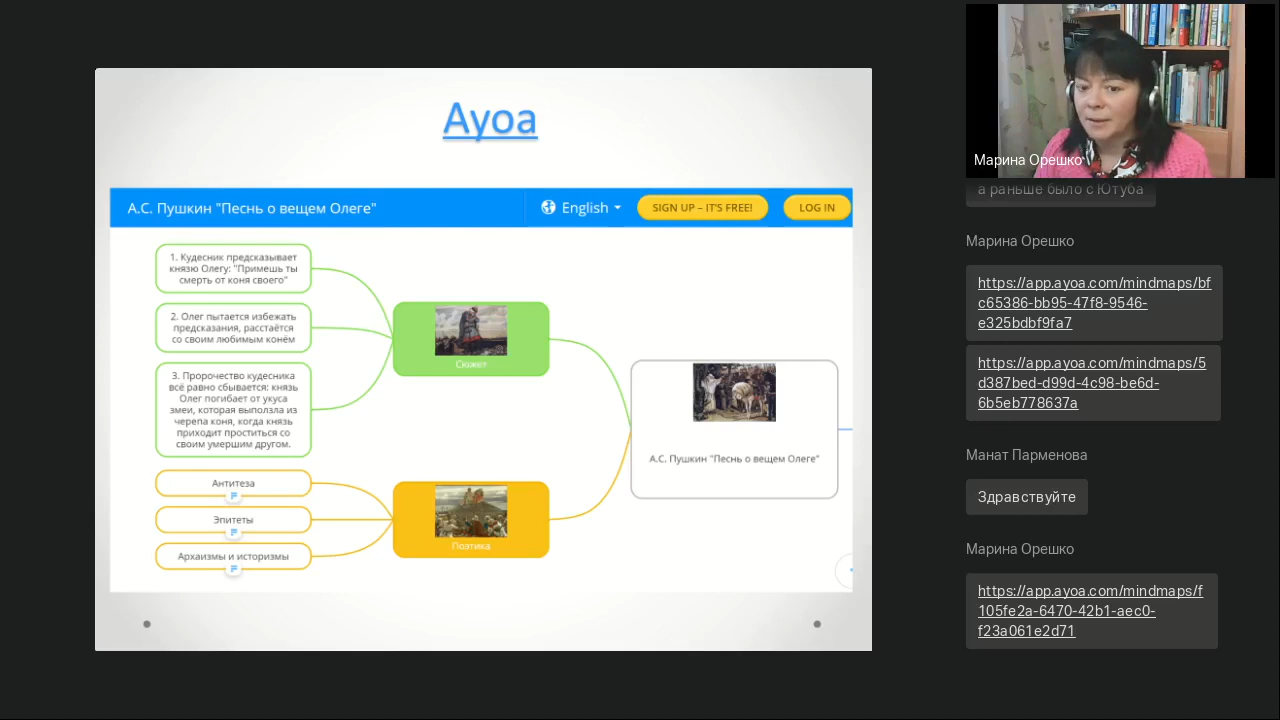 Ayoa
А.С. Пушкин "Песнь о вещем Олеге"
English
SIGN UP – IT'S FREE!
LOG IN
1. Кудесник предсказывает
князю Олегу: "Примешь ты
смерть от коня своего"
2. Олег пытается избежать
предсказания, расстаётся
со своим любимым конём
3. Пророчество кудесника
всё равно сбывается: князь
Олег погибает от укуса
змеи, которая выползла из
черепа коня, когда князь
приходит проститься со
своим умершим другом.
Сюжет
Антитеза
Эпитеты
Архаизмы и историзмы
Поэтика
А.С. Пушкин "Песнь о вещем Олеге"
Марина Орешко
а раньше было с Ютуба
Марина Орешко
https://app.ayoa.com/mindmaps/bf
c65386-bb95-47f8-9546-
e325bdbf9fa7
https://app.ayoa.com/mindmaps/5
d387bed-d99d-4c98-be6d-
6b5eb778637a
Манат Парменова
Здравствуйте
Марина Орешко
https://app.ayoa.com/mindmaps/f
105fe2a-6470-42b1-aec0-
f23a061e2d71